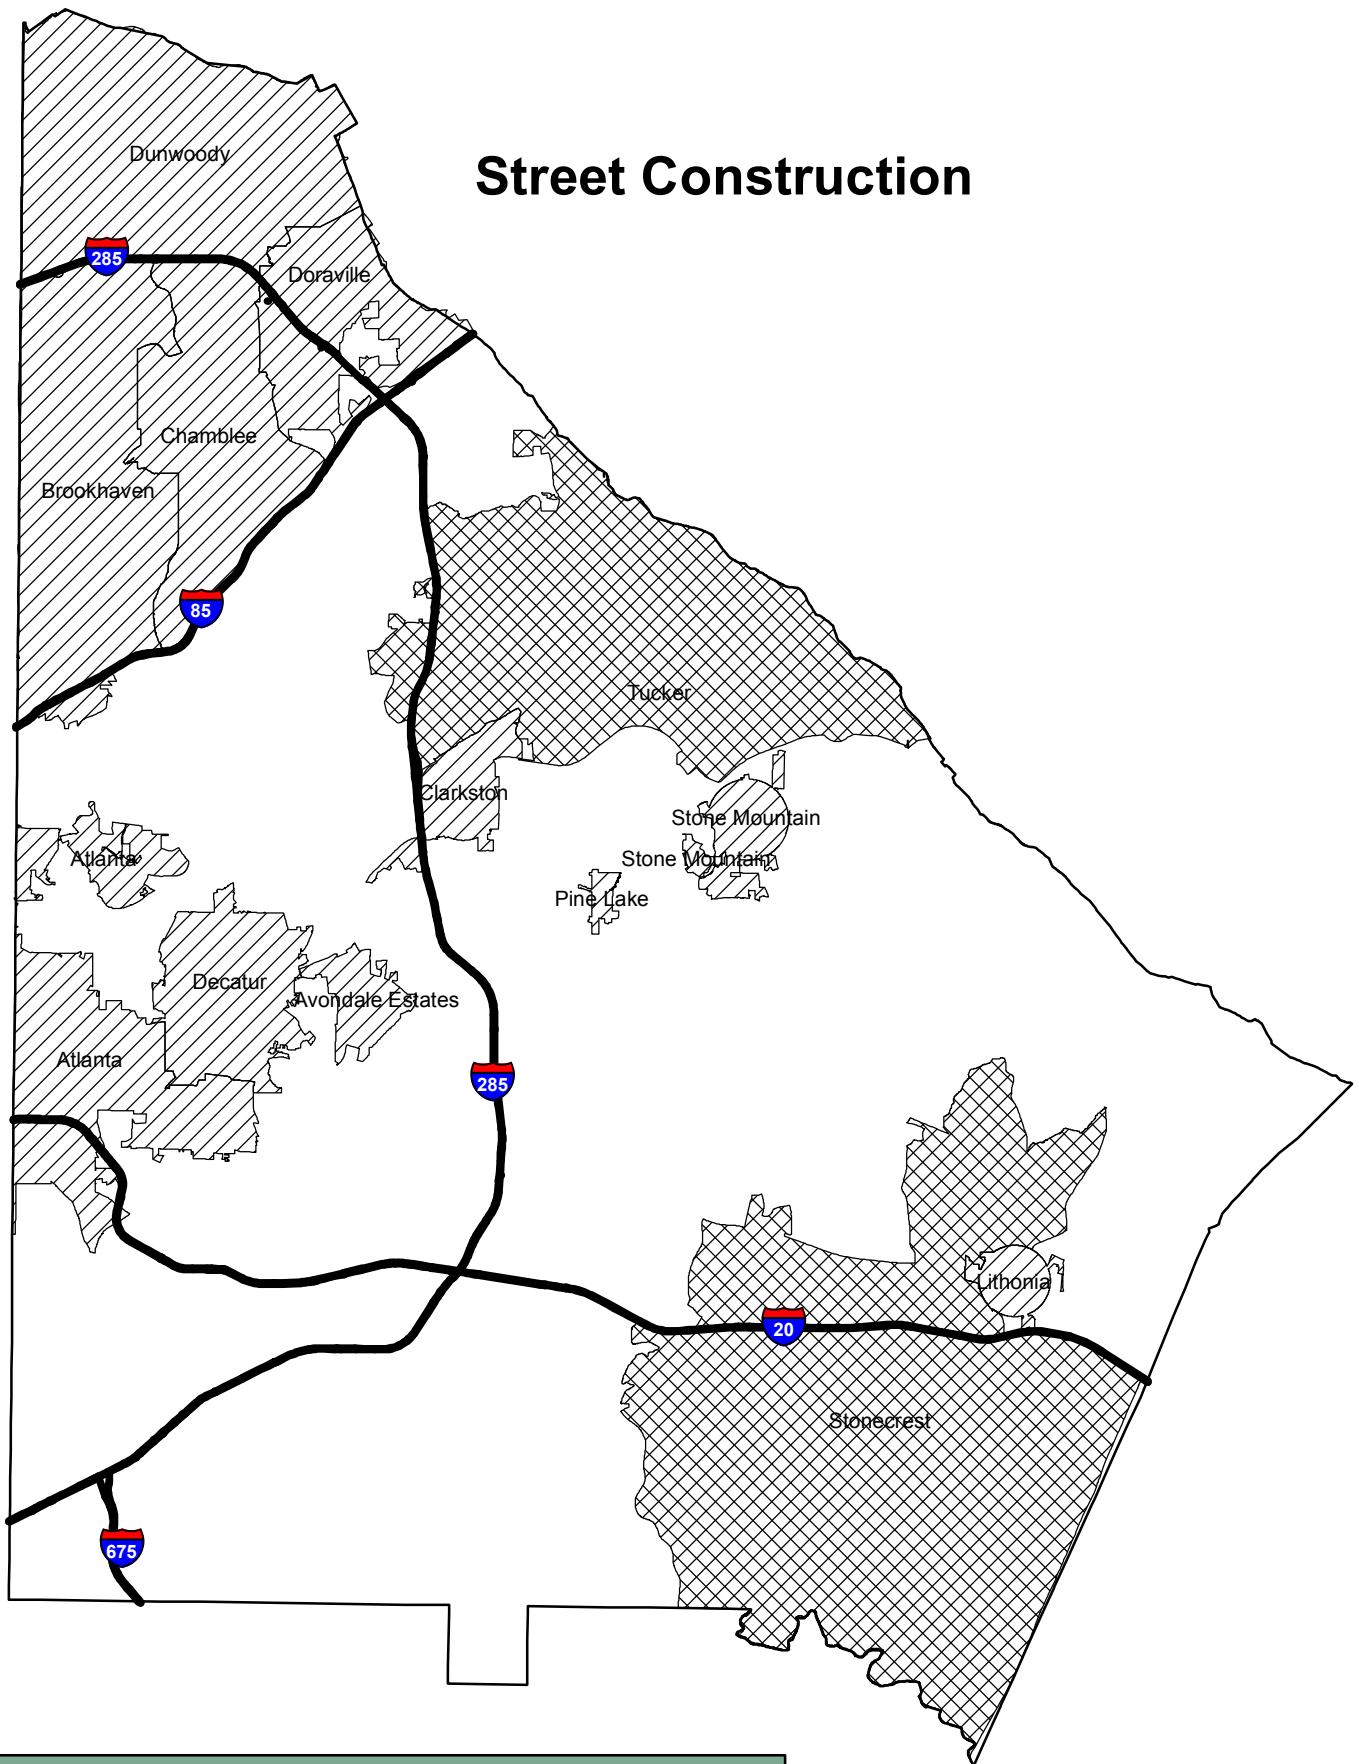 Dunwoody
Street Construction
285
Doraville
Chamblee
Brookhaven
85
Tucker
Clarkston
Stone Mountain
Atlanta
Stone Mountain
Pine Lake
Decatur
Avondale Estates
Atlanta
285
Lithonia
20
Stonecrest
675